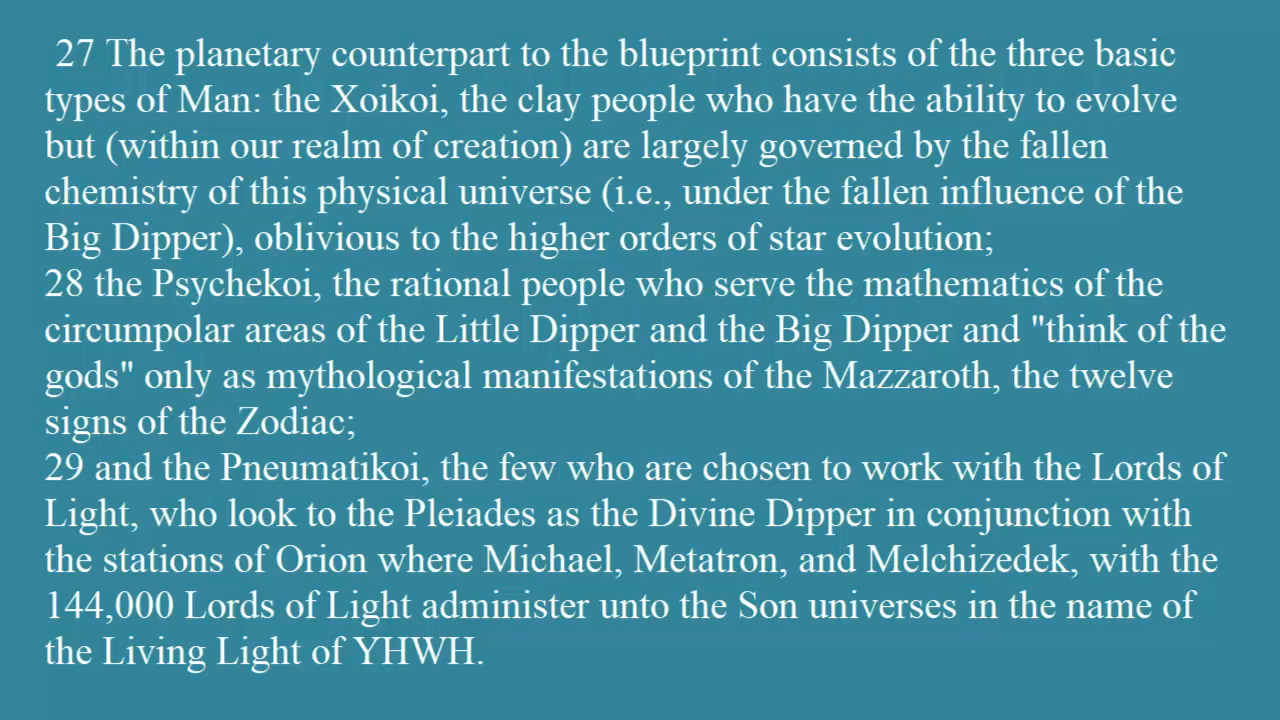 27 The planetary counterpart to the blueprint consists of the three basic
types of Man: the Xoikoi, the clay people who have the ability to evolve
but (within our realm of creation) are largely governed by the fallen
chemistry of this physical universe (i.e., under the fallen influence of the
Big Dipper), oblivious to the higher orders of star evolution;
28 the Psychekoi, the rational people who serve the mathematics of the
circumpolar areas of the Little Dipper and the Big Dipper and "think of the
gods" only as mythological manifestations of the Mazzaroth, the twelve
signs of the Zodiac;
29 and the Pneumatikoi, the few who are chosen to work with the Lords of
Light, who look to the Pleiades as the Divine Dipper in conjunction with
the stations of Orion where Michael, Metatron, and Melchizedek, with the
144,000 Lords of Light administer unto the Son universes in the name of
the Living Light of YHWH.